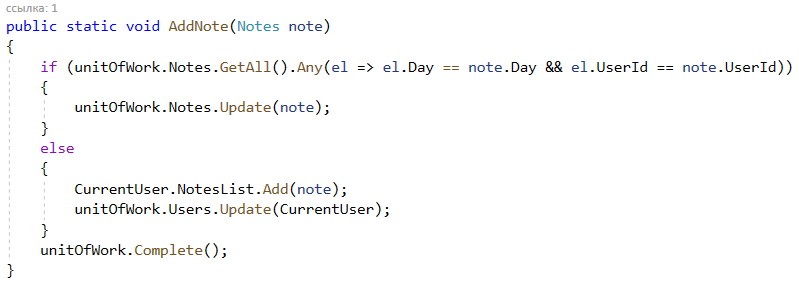 ссылка: 1
public static void AddNote(Notes note)
{
    if (unitOfWork.Notes.GetAll().Any(el => el.Day == note.Day && el.UserId == note.UserId))
    {
        unitOfWork.Notes.Update(note);
    }
    else
    {
        CurrentUser.NotesList.Add(note);
        unitOfWork.Users.Update(CurrentUser);
    }
    unitOfWork.Complete();
}